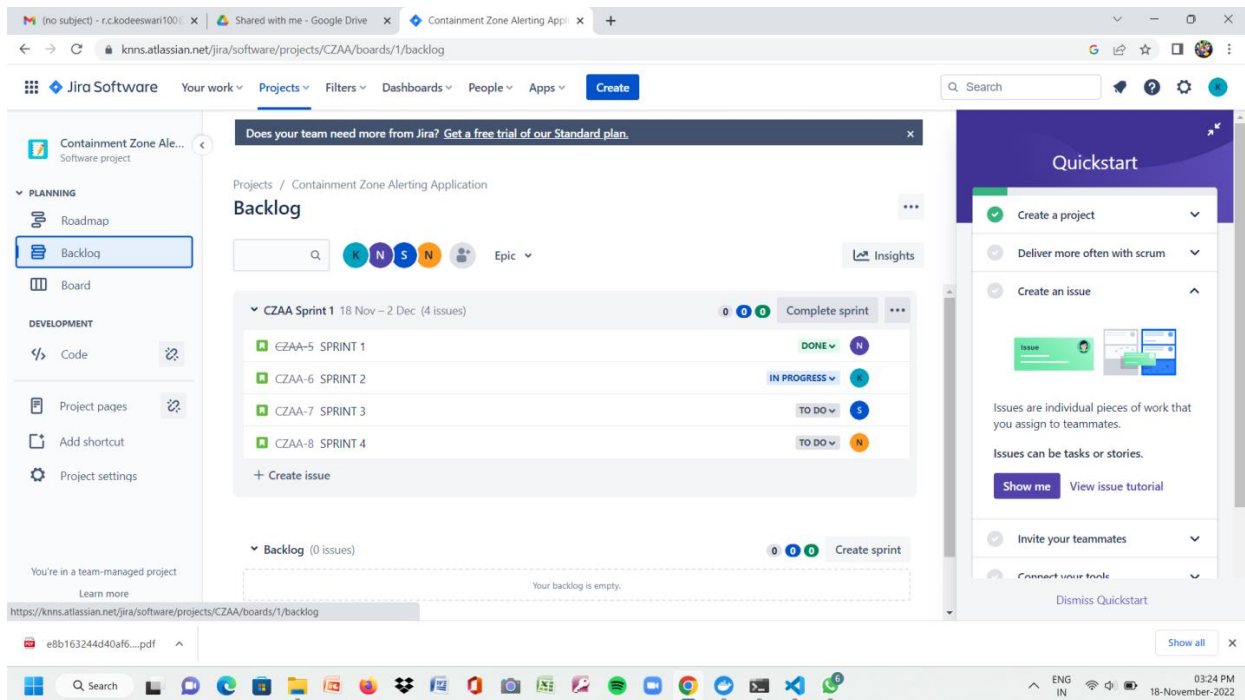 (no subject) - r.c.kodeeswari100
Shared with me - Google Drive
Containment Zone Alerting Appli
knns.atlassian.net/jira/software/projects/CZAA/boards/1/backlog
Jira Software Your work Projects Filters Dashboards People Apps Create Search K
Does your team need more from Jira? Get a free trial of our Standard plan.
Containment Zone Ale...
Software project
PLANNING
Roadmap
Backlog
Board
DEVELOPMENT
Code
Project pages
Add shortcut
Project settings
You're in a team-managed project
Learn more
Projects / Containment Zone Alerting Application
Backlog
K N S N Epic Insights
CZAA Sprint 1 18 Nov – 2 Dec (4 issues) 0 0 0 Complete sprint
CZAA-5 SPRINT 1 DONE N
CZAA-6 SPRINT 2 IN PROGRESS K
CZAA-7 SPRINT 3 TO DO S
CZAA-8 SPRINT 4 TO DO N
+ Create issue
Backlog (0 issues) 0 0 0 Create sprint
Your backlog is empty.
Quickstart
Create a project
Deliver more often with scrum
Create an issue
Issue
Issues are individual pieces of work that
you assign to teammates.
Issues can be tasks or stories.
Show me View issue tutorial
Invite your teammates
Connect your tools
Dismiss Quickstart
https://knns.atlassian.net/jira/software/projects/CZAA/boards/1/backlog
e8b163244d40af6....pdf
Show all
Search
6
ENG
IN
03:24 PM
18-November-2022